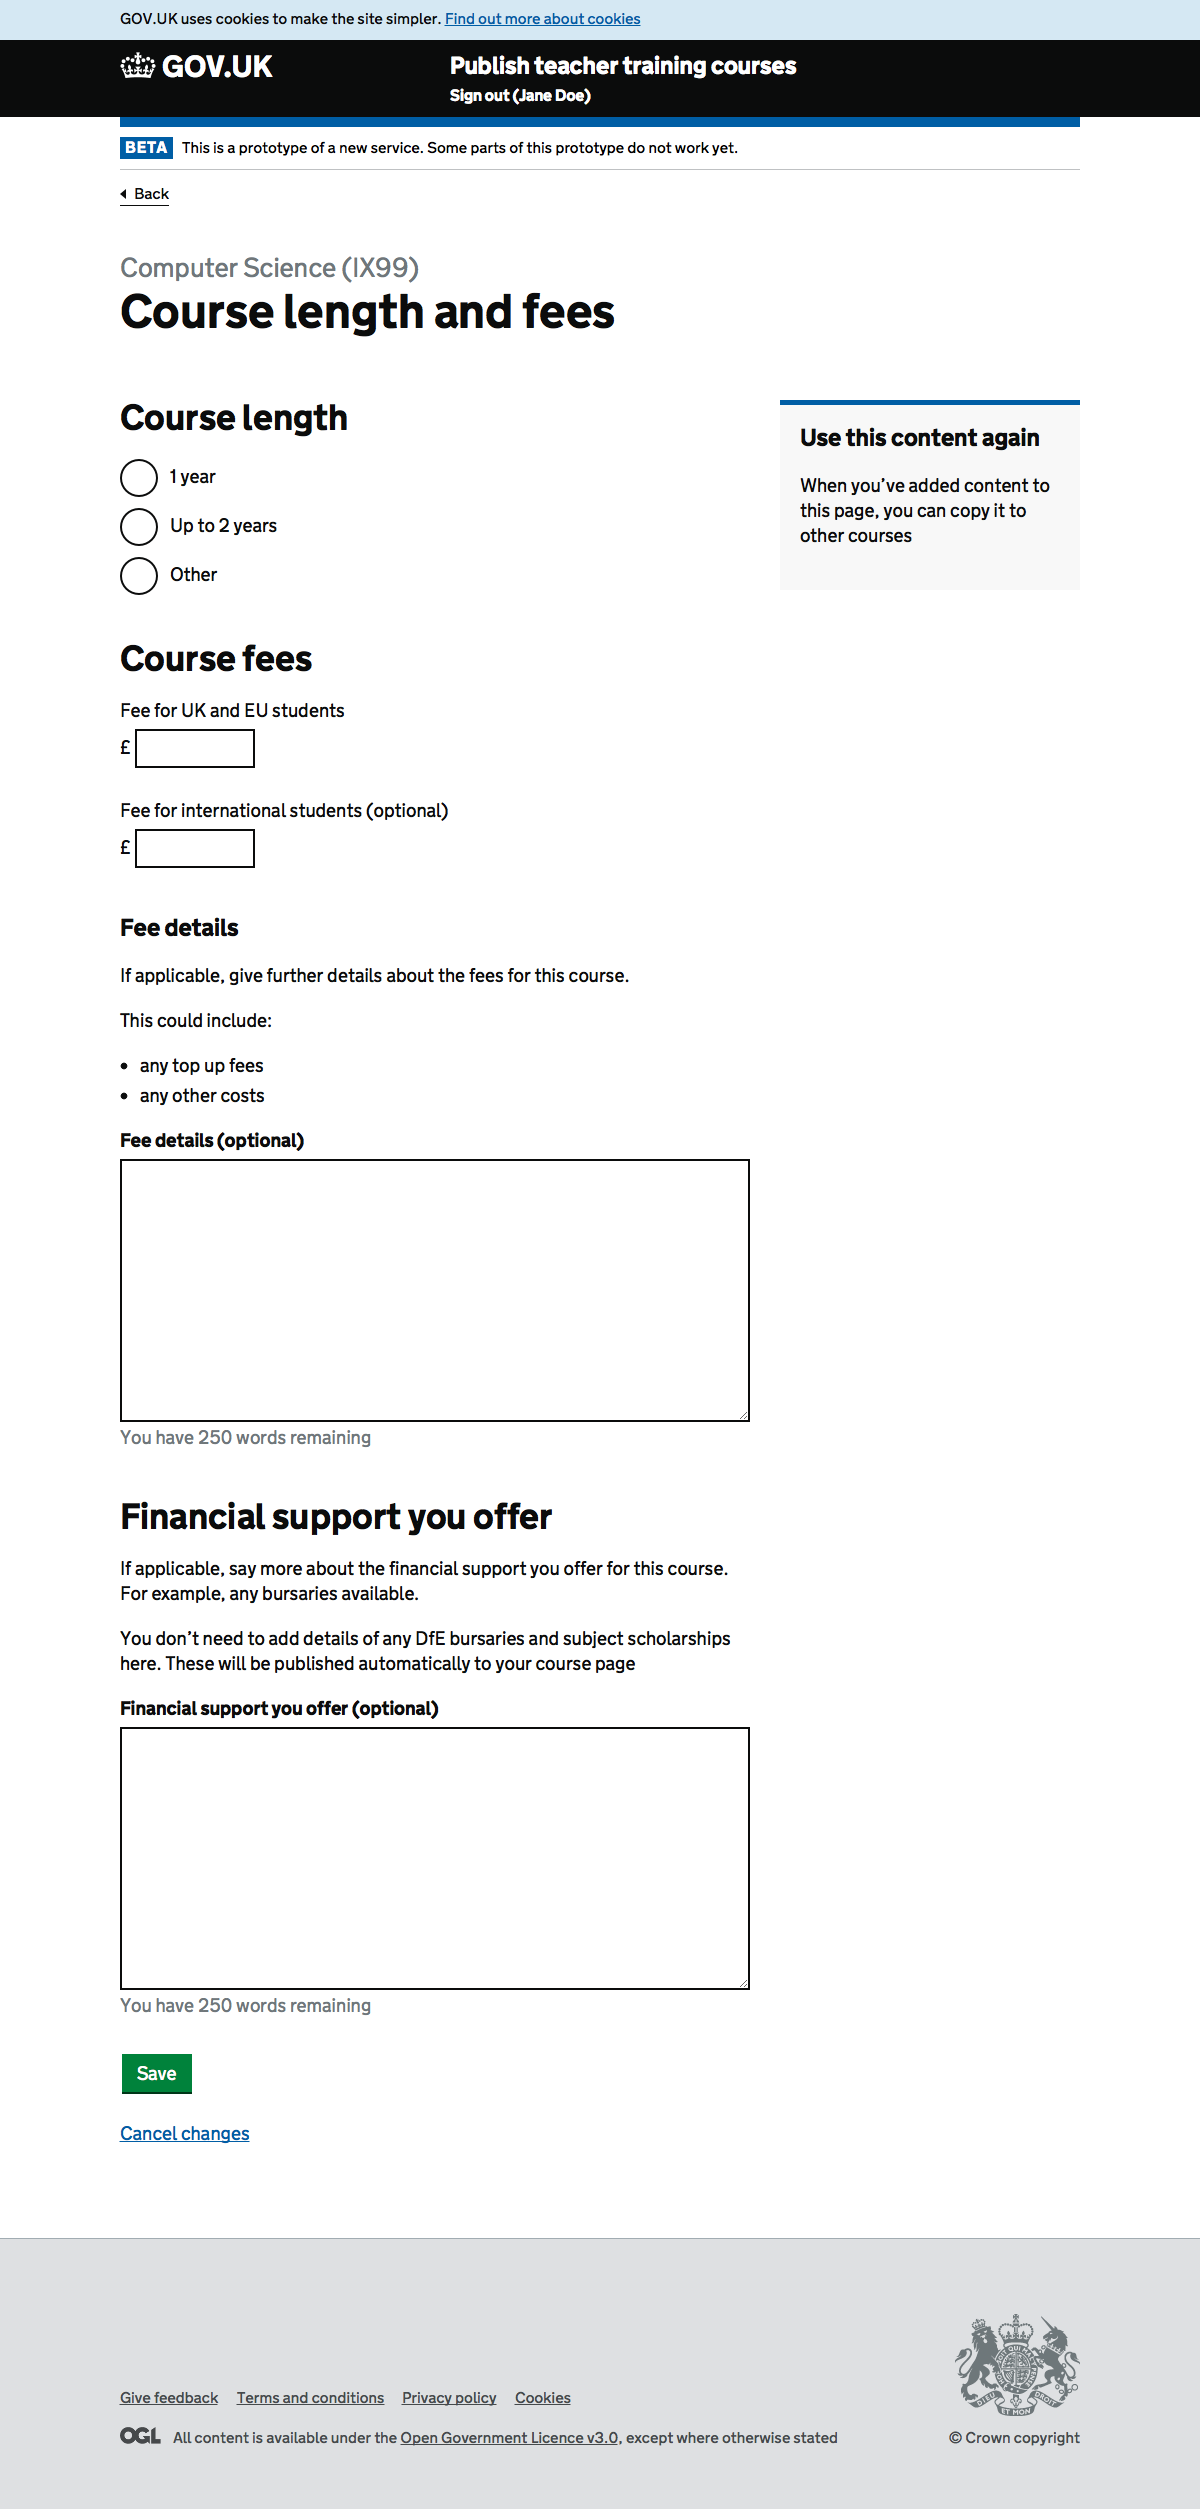 GOV.UK uses cookies to make the site simpler. Find out more about cookies
GOV.UK
Publish teacher training courses
Sign out (Jane Doe)
BETA This is a prototype of a new service. Some parts of this prototype do not work yet.
Back
Computer Science (IX99)
Course length and fees
Course length
1 year
Up to 2 years
Other
Use this content again
When you’ve added content to
this page, you can copy it to
other courses
Course fees
Fee for UK and EU students
£
Fee for international students (optional)
£
Fee details
If applicable, give further details about the fees for this course.
This could include:
• any top up fees
• any other costs
Fee details (optional)
You have 250 words remaining
Financial support you offer
If applicable, say more about the financial support you offer for this course.
For example, any bursaries available.
You don’t need to add details of any DfE bursaries and subject scholarships
here. These will be published automatically to your course page
Financial support you offer (optional)
You have 250 words remaining
Save
Cancel changes
Give feedback Terms and conditions Privacy policy Cookies
OGL All content is available under the Open Government Licence v3.0, except where otherwise stated
© Crown copyright